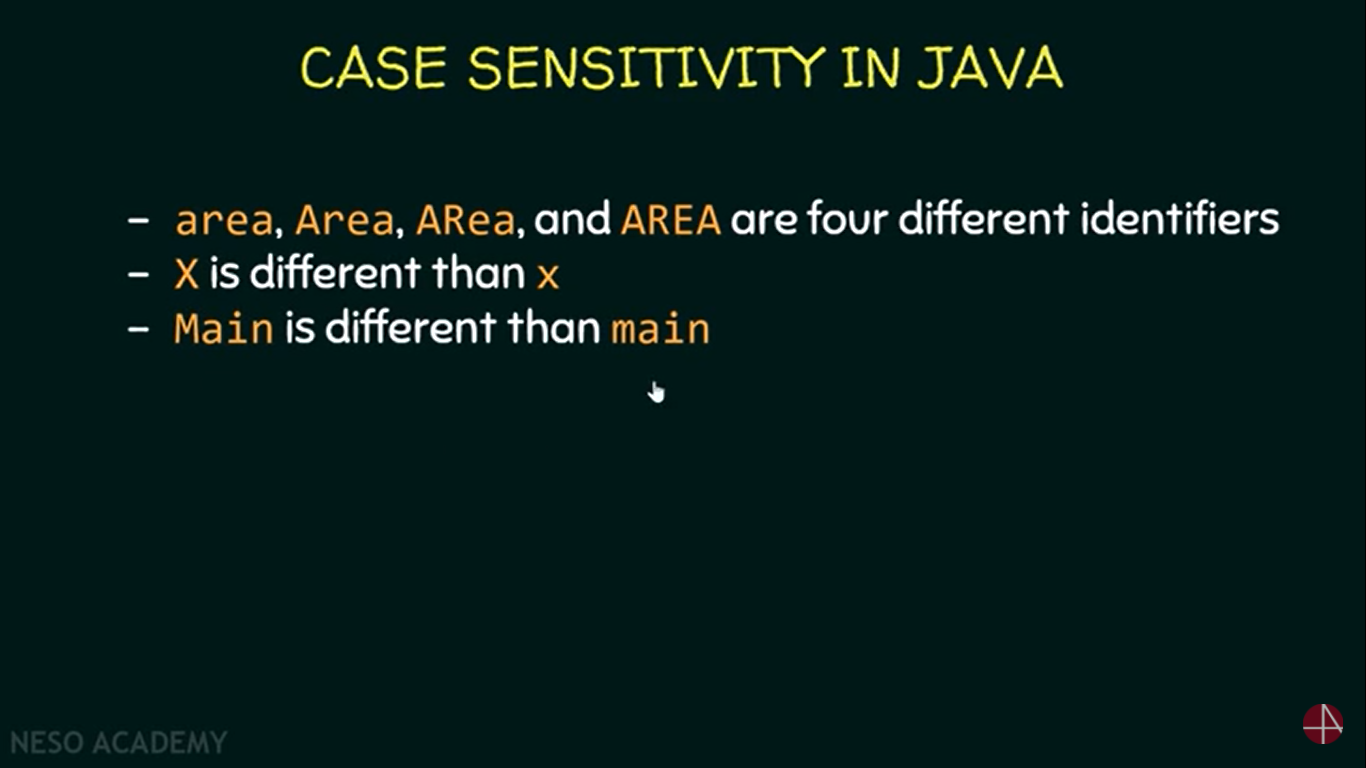 CASE SENSITIVITY IN JAVA
– area, Area, ARea, and AREA are four different identifiers
– X is different than x
– Main is different than main
NESO ACADEMY